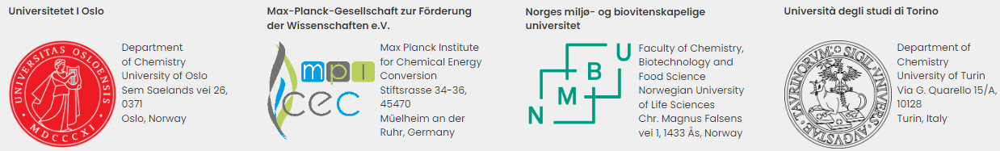 Universitetet I Oslo
UNIVERSITAS OSLOENSIS
MDCCCXI
Department
of Chemistry
University of Oslo
Sem Saelands vei 26,
0371
Oslo, Norway
Max-Planck-Gesellschaft zur Förderung
der Wissenschaften e.V.
mpi
cec
Max Planck Institute
for Chemical Energy
Conversion
Stiftsrasse 34-36,
45470
Müelheim an der
Ruhr, Germany
Norges miljø- og biovitenskapelige
universitet
N M B U
Faculty of Chemistry,
Biotechnology and
Food Science
Norwegian University
of Life Sciences
Chr. Magnus Falsens
vei 1, 1433 Ås, Norway
Università degli studi di Torino
SIGILLVM VNIVERS AVGVSTAE TAVRINORVM
Department of
Chemistry
University of Turin
Via G. Quarello 15/A,
10128
Turin, Italy